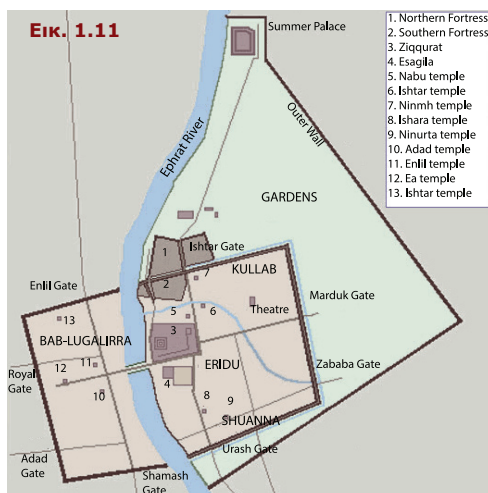 Εικ. 1.11
Summer Palace
1. Northern Fortress
2. Southern Fortress
3. Ziqqurat
4. Esagila
5. Nabu temple
6. Ishtar temple
7. Ninmh temple
8. Ishara temple
9. Ninurta temple
10. Adad temple
11. Enlil temple
12. Ea temple
13. Ishtar temple
Ephrat River
Outer Wall
GARDENS
Ishtar Gate
1
KULLAB
Enlil Gate
2
7
Marduk Gate
13
5
6
Theatre
BAB-LUGALIRRA
3
Royal
Gate
12
11
ERIDU
Zababa Gate
4
10
8
9
SHUANNA
Adad
Gate
Urash Gate
Shamash
Gate